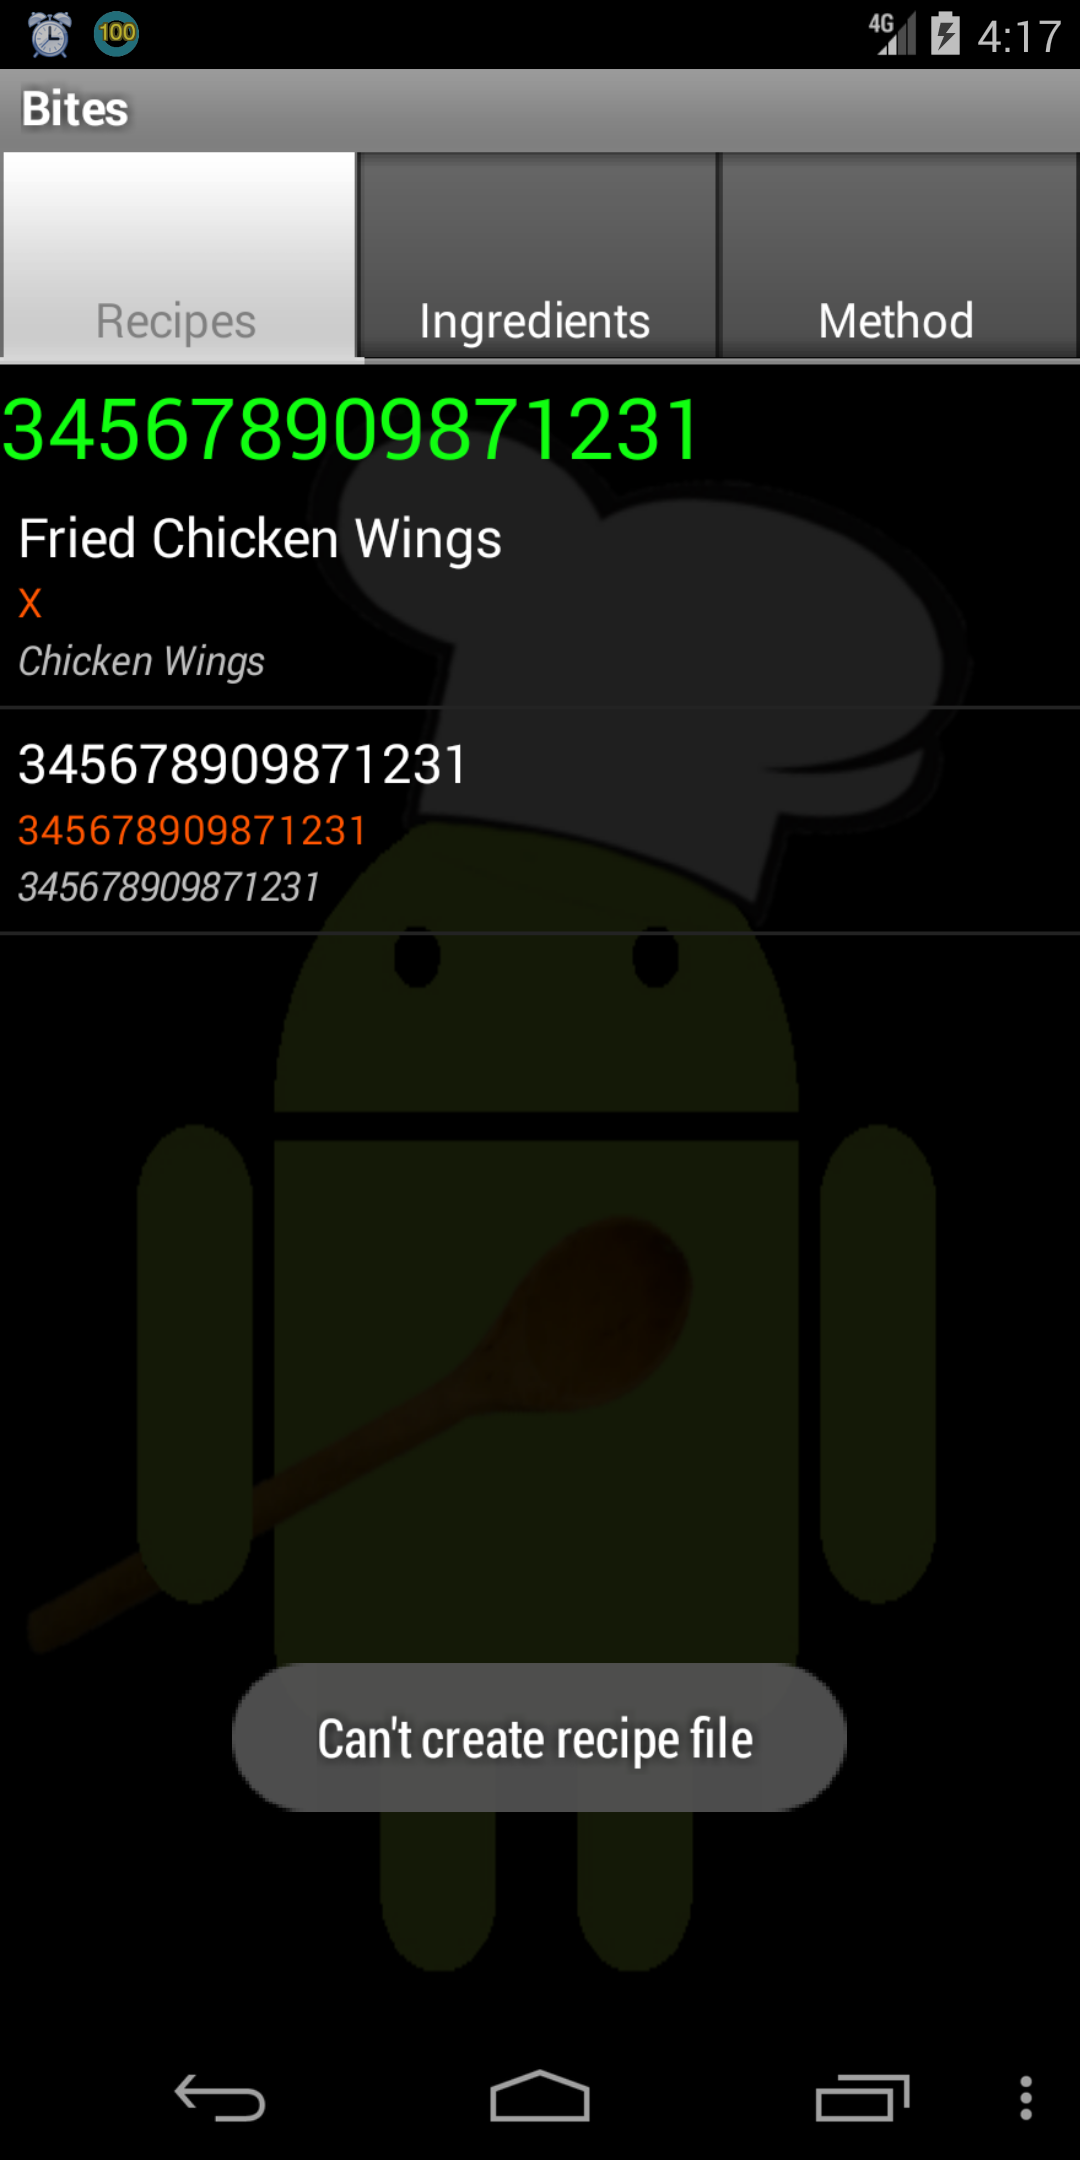 100
4G
4:17
Bites
Recipes
Ingredients
Method
345678909871231
Fried Chicken Wings
X
Chicken Wings
345678909871231
345678909871231
345678909871231
Can't create recipe file